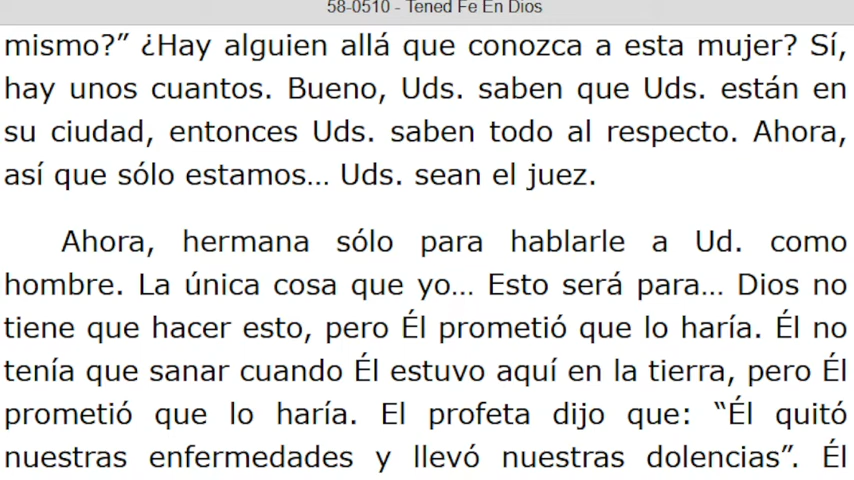 58-0510 - Tened Fe En Dios
mismo?” ¿Hay alguien allá que conozca a esta mujer? Sí,
hay unos cuantos. Bueno, Uds. saben que Uds. están en
su ciudad, entonces Uds. saben todo al respecto. Ahora,
así que sólo estamos… Uds. sean el juez.
Ahora, hermana sólo para hablarle a Ud. como
hombre. La única cosa que yo… Esto será para… Dios no
tiene que hacer esto, pero Él prometió que lo haría. Él no
tenía que sanar cuando Él estuvo aquí en la tierra, pero Él
prometió que lo haría. El profeta dijo que: “Él quitó
nuestras enfermedades y llevó nuestras dolencias”. Él